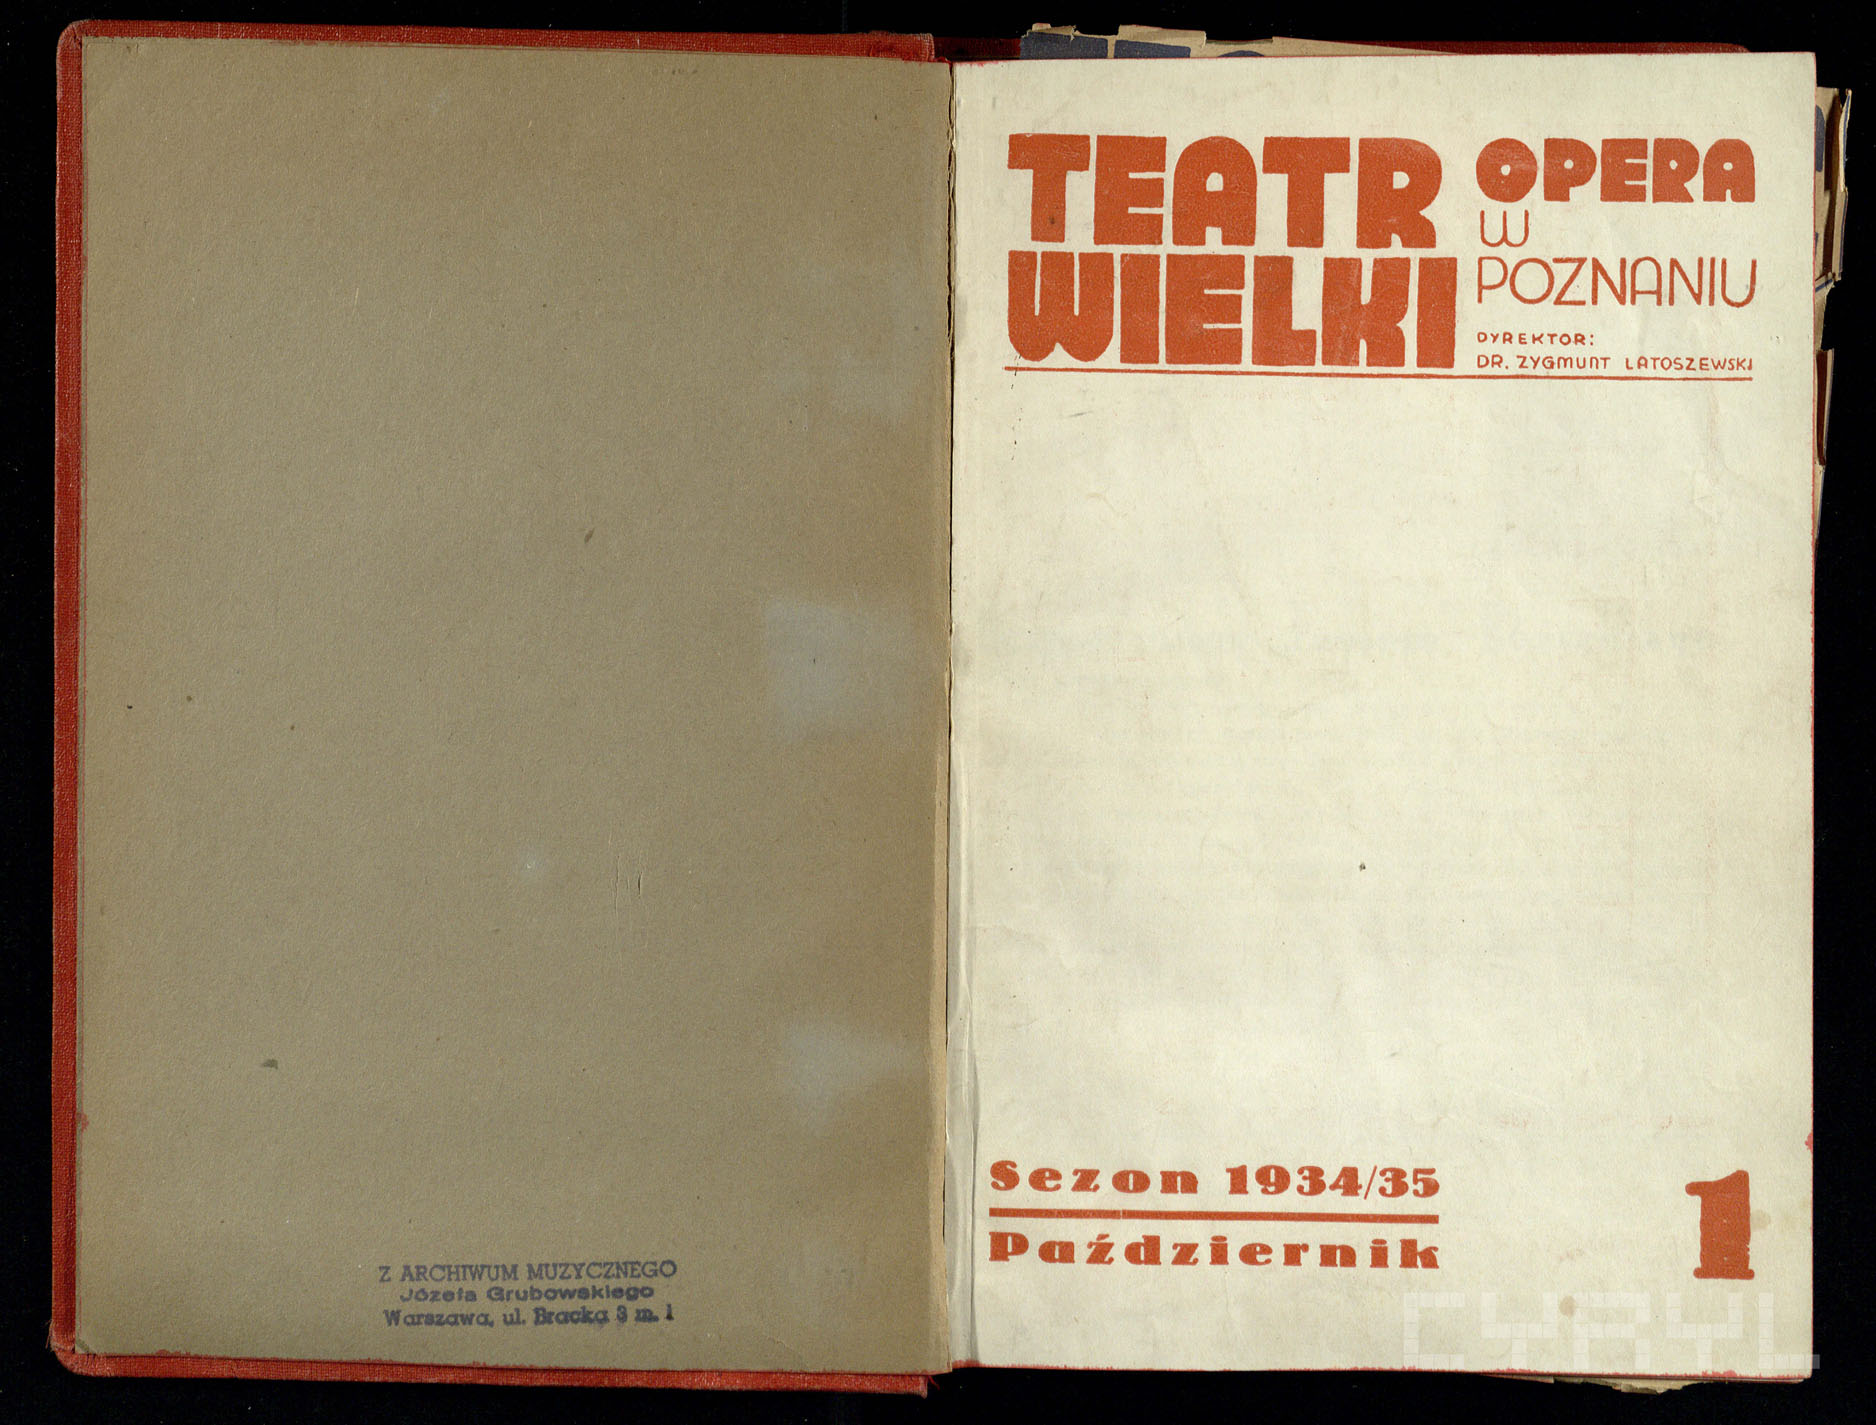 Z ARCHIWUM MUZYCZNEGO
Józefa Grubowskiego
Warszawa, ul. Bracka 3 m. 1
TEATR
WIELKI
OPERA
W
POZNANIU
DYREKTOR:
DR. ZYGMUNT LATOSZEWSKI
Sezon 1934/35
Październik
1
CYRYL